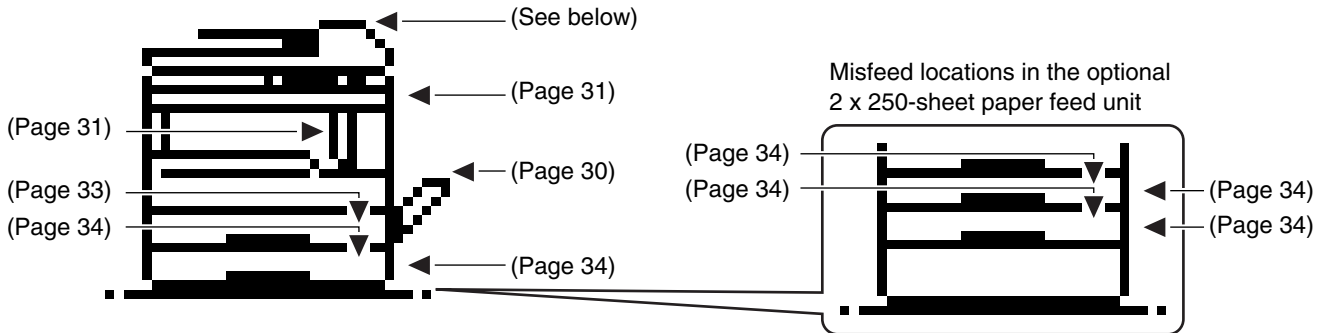 (See below)
(Page 31)
(Page 31)
(Page 30)
(Page 33)
(Page 34)
(Page 34)
Misfeed locations in the optional
2 x 250-sheet paper feed unit
(Page 34)
(Page 34)
(Page 34)
(Page 34)